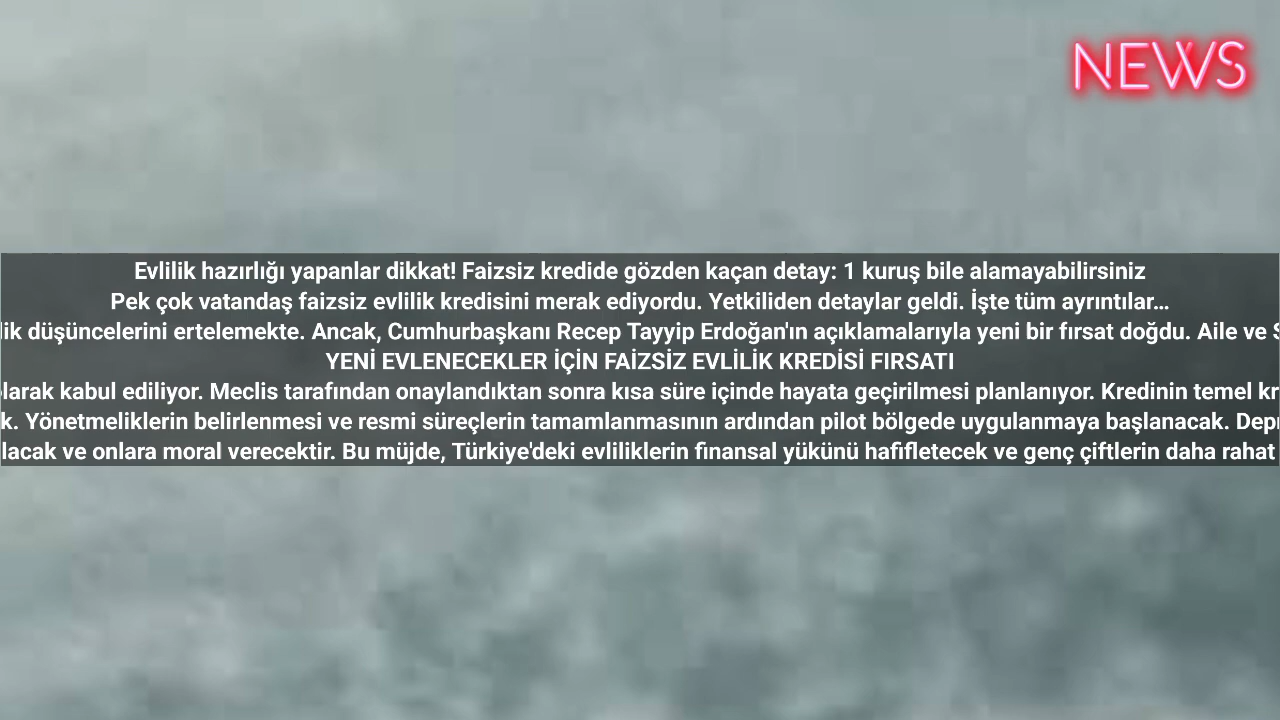 NEWS
Evlilik hazırlığı yapanlar dikkat! Faizsiz kredide gözden kaçan detay: 1 kuruş bile alamayabilirsiniz
Pek çok vatandaş faizsiz evlilik kredisini merak ediyordu. Yetkiliden detaylar geldi. İşte tüm ayrıntılar...
lik düşüncelerini ertelemekte. Ancak, Cumhurbaşkanı Recep Tayyip Erdoğan'ın açıklamalarıyla yeni bir fırsat doğdu. Aile ve S
YENİ EVLENECEKLER İÇİN FAİZSİZ EVLİLİK KREDİSİ FIRSATI
larak kabul ediliyor. Meclis tarafından onaylandıktan sonra kısa süre içinde hayata geçirilmesi planlanıyor. Kredinin temel kr
k. Yönetmeliklerin belirlenmesi ve resmi süreçlerin tamamlanmasının ardından pilot bölgede uygulanmaya başlanacak. Dep
lacak ve onlara moral verecektir. Bu müjde, Türkiye'deki evliliklerin finansal yükünü hafifletecek ve genç çiftlerin daha rahat